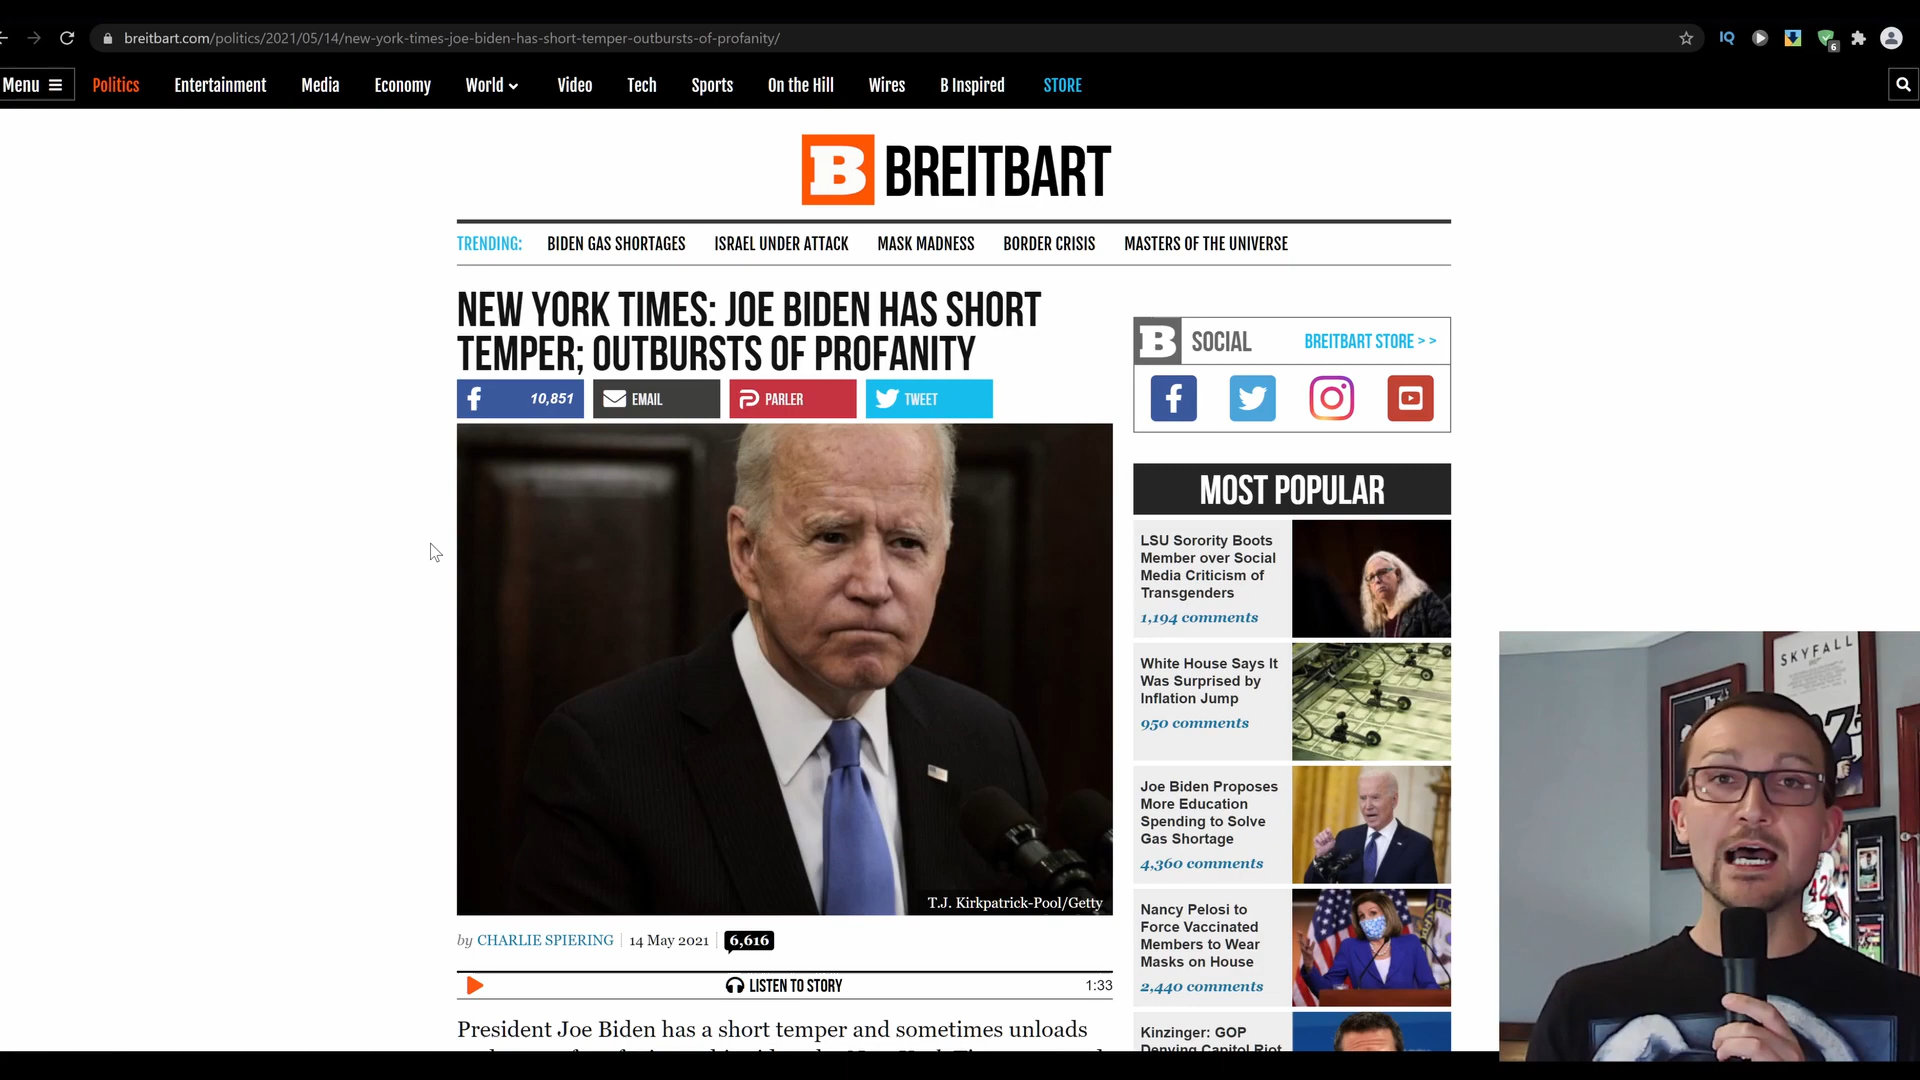 breitbart.com/politics/2021/05/14/new-york-times-joe-biden-has-short-temper-outbursts-of-profanity/
IQ
6
Menu
Politics
Entertainment
Media
Economy
World
Video
Tech
Sports
On the Hill
Wires
B Inspired
STORE
B BREITBART
TRENDING: BIDEN GAS SHORTAGES ISRAEL UNDER ATTACK MASK MADNESS BORDER CRISIS MASTERS OF THE UNIVERSE
NEW YORK TIMES: JOE BIDEN HAS SHORT
TEMPER; OUTBURSTS OF PROFANITY
10,851
EMAIL
PARLER
TWEET
T.J. Kirkpatrick-Pool/Getty
by CHARLIE SPIERING 14 May 2021 6,616
LISTEN TO STORY 1:33
President Joe Biden has a short temper and sometimes unloads
B SOCIAL BREITBART STORE > >
MOST POPULAR
LSU Sorority Boots
Member over Social
Media Criticism of
Transgenders
1,194 comments
White House Says It
Was Surprised by
Inflation Jump
950 comments
Joe Biden Proposes
More Education
Spending to Solve
Gas Shortage
4,360 comments
Nancy Pelosi to
Force Vaccinated
Members to Wear
Masks on House
2,440 comments
Kinzinger: GOP
Denying Capitol Riot
SKYFALL